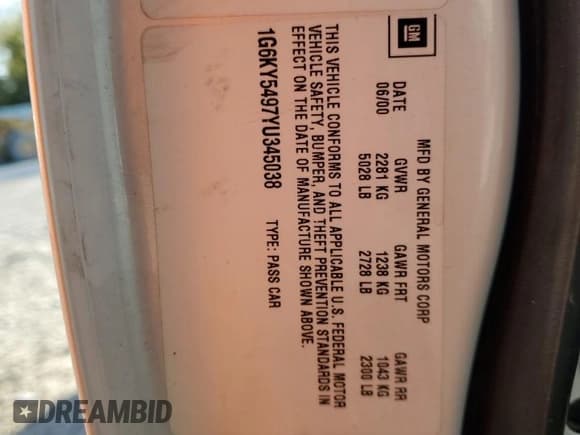 GM
MFD BY GENERAL MOTORS CORP
DATE GVWR GAWR FRT GAWR RR
06/00 2281 KG 1238 KG 1043 KG
5028 LB 2728 LB 2300 LB
THIS VEHICLE CONFORMS TO ALL APPLICABLE U.S. FEDERAL MOTOR
VEHICLE SAFETY, BUMPER, AND THEFT PREVENTION STANDARDS IN
EFFECT ON THE DATE OF MANUFACTURE SHOWN ABOVE.
1G6KY5497YU345038 TYPE: PASS CAR
DREAMBID